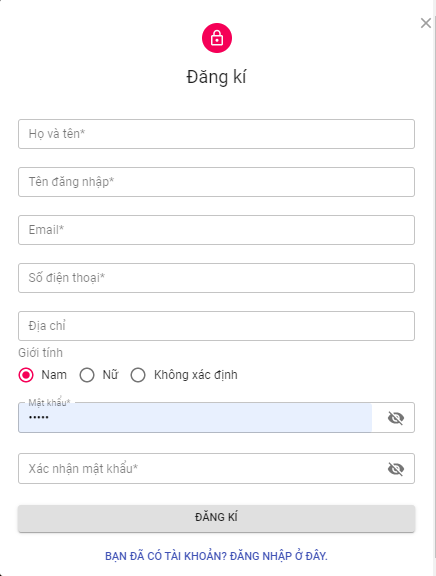 Đăng kí
Họ và tên*
Tên đăng nhập*
Email*
Số điện thoại*
Địa chỉ
Giới tính
Nam Nữ Không xác định
Mật khẩu*
•••••
Xác nhận mật khẩu*
ĐĂNG KÍ
BẠN ĐÃ CÓ TÀI KHOẢN? ĐĂNG NHẬP Ở ĐÂY.